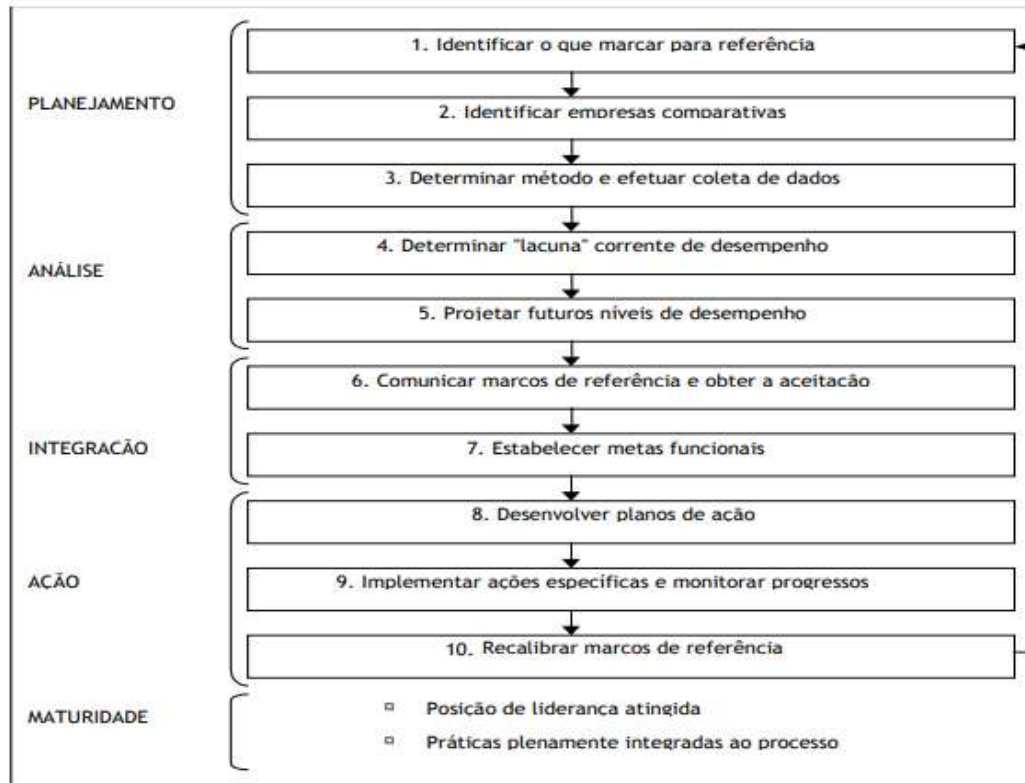 PLANEJAMENTO
1. Identificar o que marcar para referência
2. Identificar empresas comparativas
3. Determinar método e efetuar coleta de dados
ANÁLISE
4. Determinar "lacuna" corrente de desempenho
5. Projetar futuros níveis de desempenho
INTEGRAÇÃO
6. Comunicar marcos de referência e obter a aceitação
7. Estabelecer metas funcionais
AÇÃO
8. Desenvolver planos de ação
9. Implementar ações específicas e monitorar progressos
10. Recalibrar marcos de referência
MATURIDADE
Posição de liderança atingida
Práticas plenamente integradas ao processo